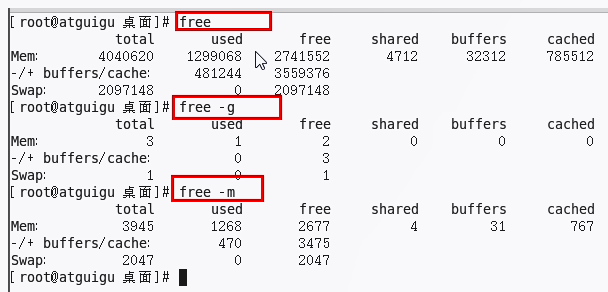 [root@atguigu 桌面]# free
total used free shared buffers cached
Mem: 4040620 1299068 2741552 4712 32312 785512
-/+ buffers/cache: 481244 3559376
Swap: 2097148 0 2097148
[root@atguigu 桌面]# free -g
total used free shared buffers cached
Mem: 3 1 2 0 0 0
-/+ buffers/cache: 0 3
Swap: 1 0 1
[root@atguigu 桌面]# free -m
total used free shared buffers cached
Mem: 3945 1268 2677 4 31 767
-/+ buffers/cache: 470 3475
Swap: 2047 0 2047
[root@atguigu 桌面]#